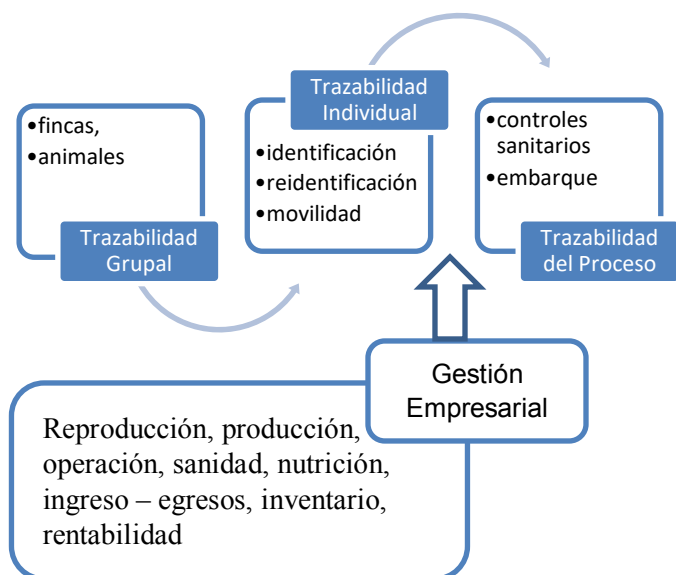 •fincas,
•animales
Trazabilidad
Grupal
Trazabilidad
Individual
•identificación
•reidentificación
•movilidad
•controles
sanitarios
•embarque
Trazabilidad
del Proceso
Gestión
Empresarial
Reproducción, producción,
operación, sanidad, nutrición,
ingreso – egresos, inventario,
rentabilidad